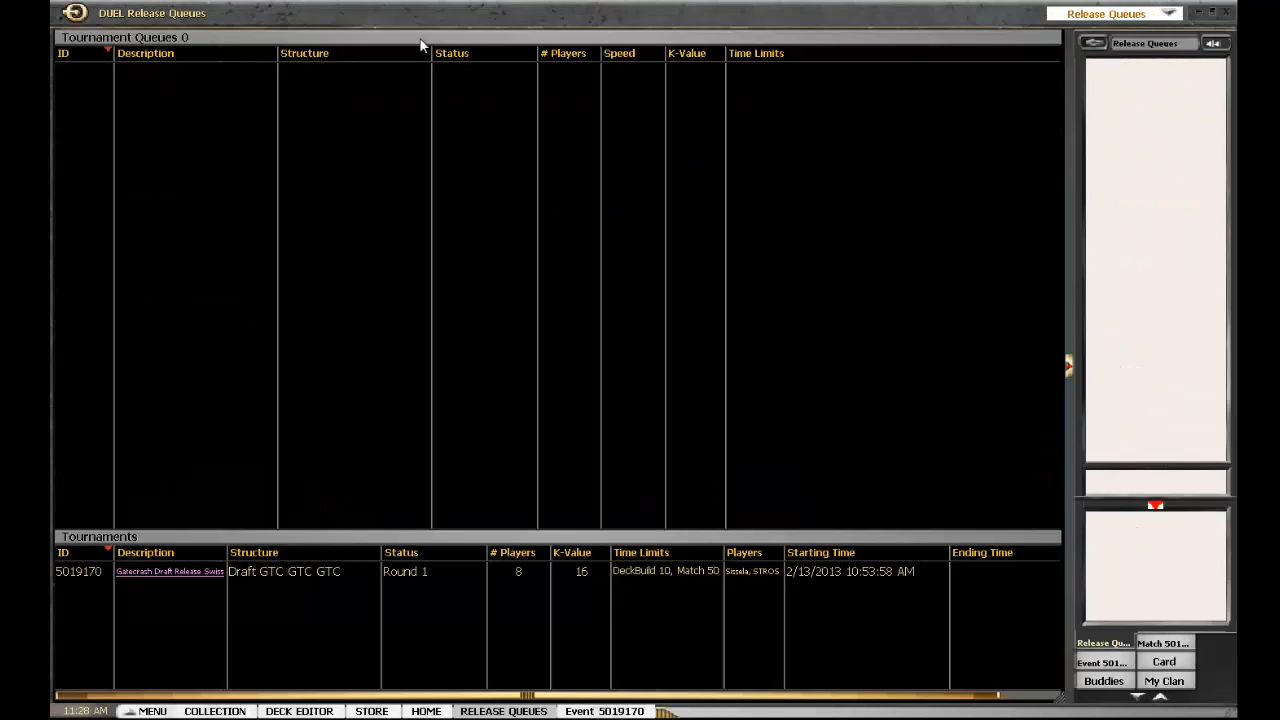 DUEL Release Queues
Release Queues
Tournament Queues 0
Release Queues
ID Description Structure Status # Players Speed K-Value Time Limits
Tournaments
ID Description Structure Status # Players K-Value Time Limits Players Starting Time Ending Time
5019170 Gatecrash Draft Release Swiss Draft GTC GTC GTC Round 1 8 16 DeckBuild 10, Match 50 Sissela, STROS 2/13/2013 10:53:58 AM
Release Qu... Match 501...
Event 501... Card
Buddies My Clan
11:28 AM MENU COLLECTION DECK EDITOR STORE HOME RELEASE QUEUES Event 5019170